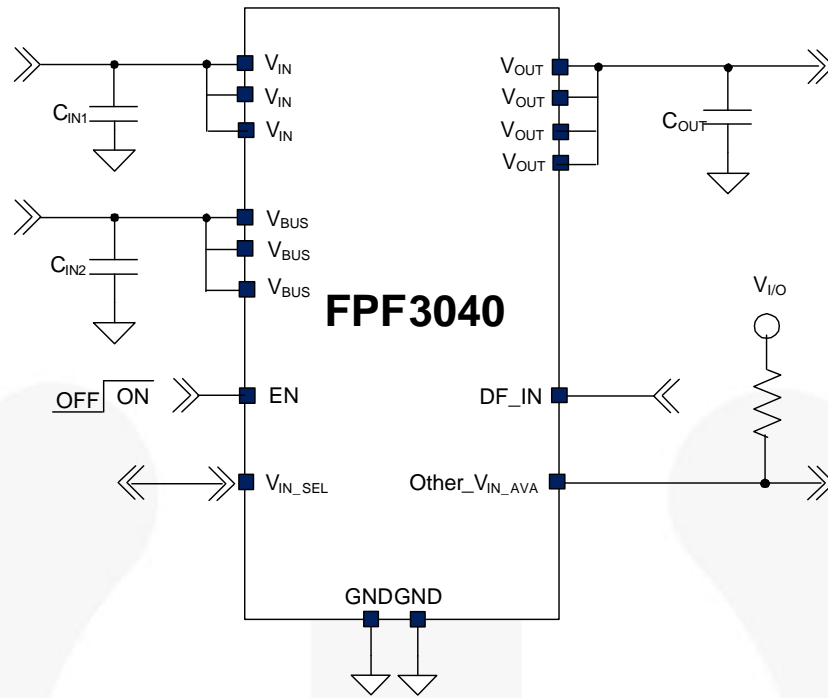 V_IN
V_IN
V_IN
C_IN1
V_BUS
V_BUS
V_BUS
C_IN2
OFF ON
EN
V_IN_SEL
FPF3040
V_OUT
V_OUT
V_OUT
V_OUT
C_OUT
V_I/O
DF_IN
Other_V_IN_AVA
GND GND